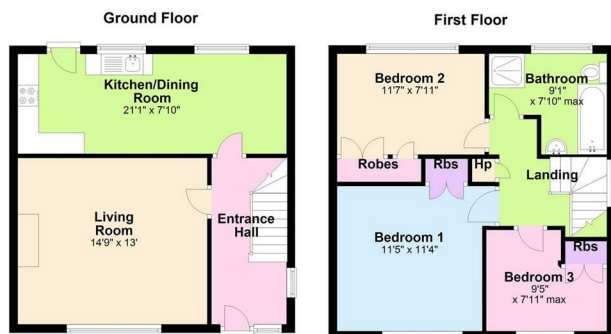 Ground Floor
Kitchen/Dining
Room
21'1" x 7'10"
Living
Room
14'9" x 13'
Entrance
Hall
First Floor
Bedroom 2
11'7" x 7'11"
Bathroom
9'1"
x 7'10" max
Robes
Rbs
Hp
Landing
Bedroom 1
11'5" x 11'4"
Rbs
Bedroom 3
9'5"
x 7'11" max